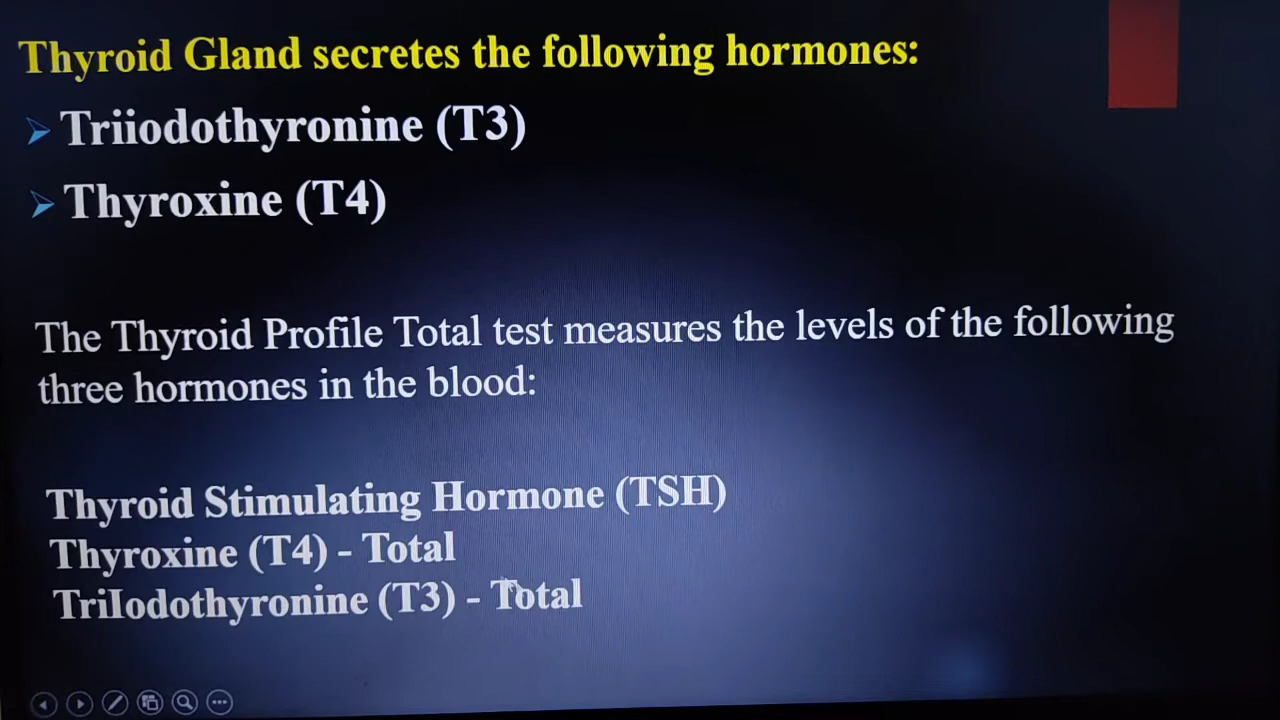 Thyroid Gland secretes the following hormones:
Triiodothyronine (T3)
Thyroxine (T4)
The Thyroid Profile Total test measures the levels of the following
three hormones in the blood:
Thyroid Stimulating Hormone (TSH)
Thyroxine (T4) - Total
TriIodothyronine (T3) - Total